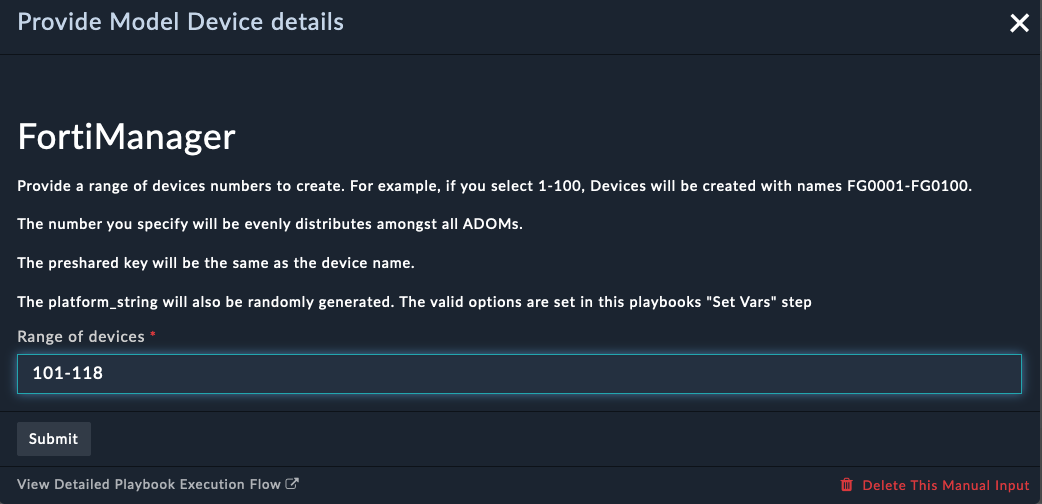 Provide Model Device details
FortiManager
Provide a range of devices numbers to create. For example, if you select 1-100, Devices will be created with names FG0001-FG0100.
The number you specify will be evenly distributes amongst all ADOMs.
The preshared key will be the same as the device name.
The platform_string will also be randomly generated. The valid options are set in this playbooks "Set Vars" step
Range of devices *
101-118
Submit
View Detailed Playbook Execution Flow
Delete This Manual Input